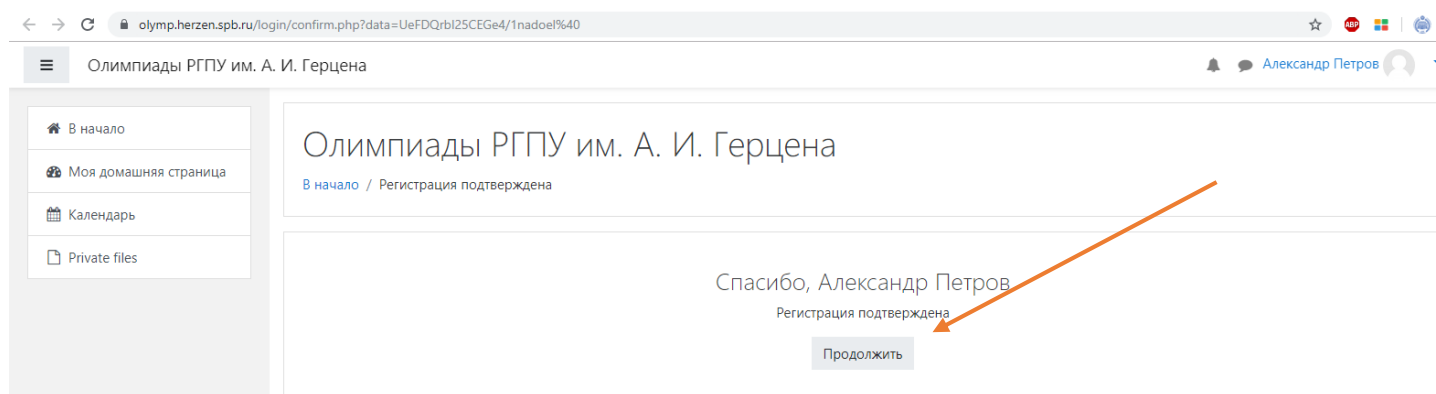 olymp.herzen.spb.ru/login/confirm.php?data=UeFDQrbl25CEGe4/1nadoel%40
ABP
Олимпиады РГПУ им. А. И. Герцена
Александр Петров
В начало
Моя домашняя страница
Календарь
Private files
Олимпиады РГПУ им. А. И. Герцена
В начало / Регистрация подтверждена
Спасибо, Александр Петров
Регистрация подтверждена
Продолжить